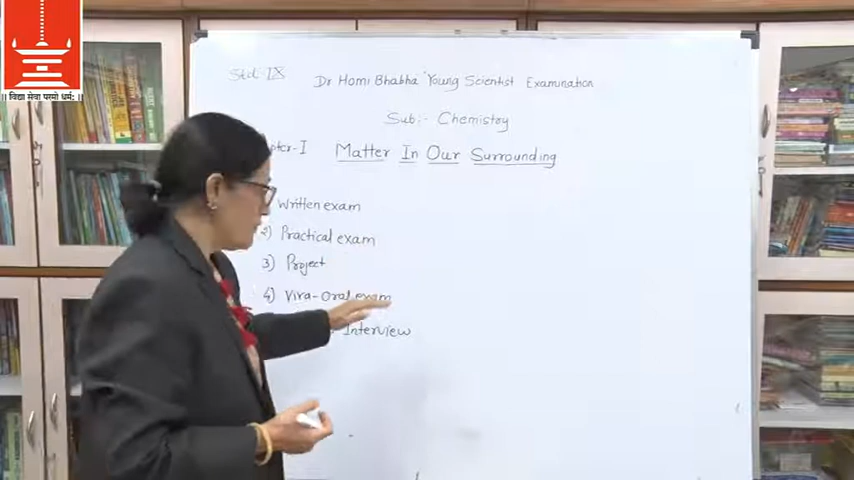 ॥ विद्या सेवा परमो धर्मः ॥
Std:-IX
Dr Homi Bhabha Young Scientist Examination
Sub:- Chemistry
Matter In Our Surrounding
Written exam
2) Practical exam
3) Project
4) Viva-Oral exam
Interview